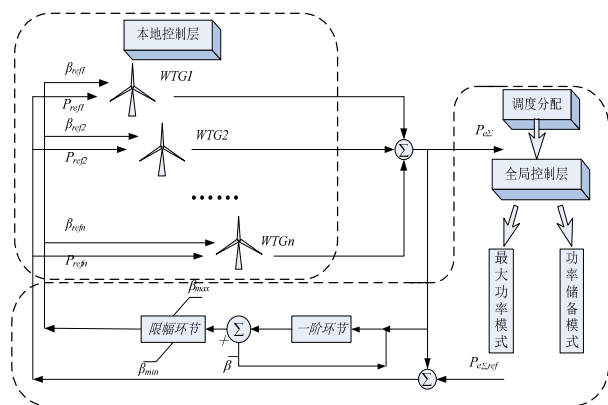 本地控制层
βref1
WTG1
Pref1
βref2
WTG2
Pref2
Σ
PeΣ
调度分配
全局控制层
......
βrefn
WTGn
Prefn
最大功率模式
功率储备模式
βmax
限幅环节
Σ
一阶环节
+
-
βmin
β
PeΣ,ref
Σ